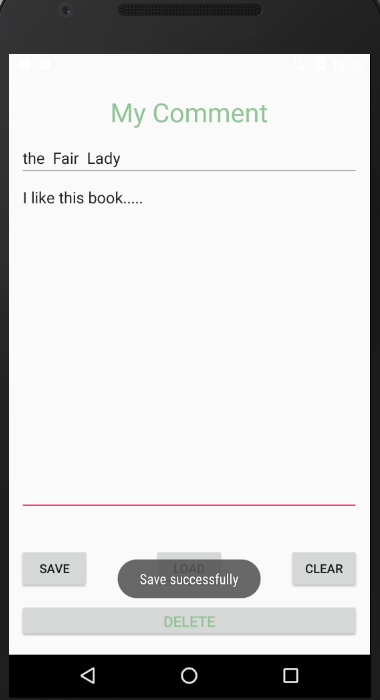 My Comment
the Fair Lady
I like this book.....
SAVE
LOAD
CLEAR
Save successfully
DELETE